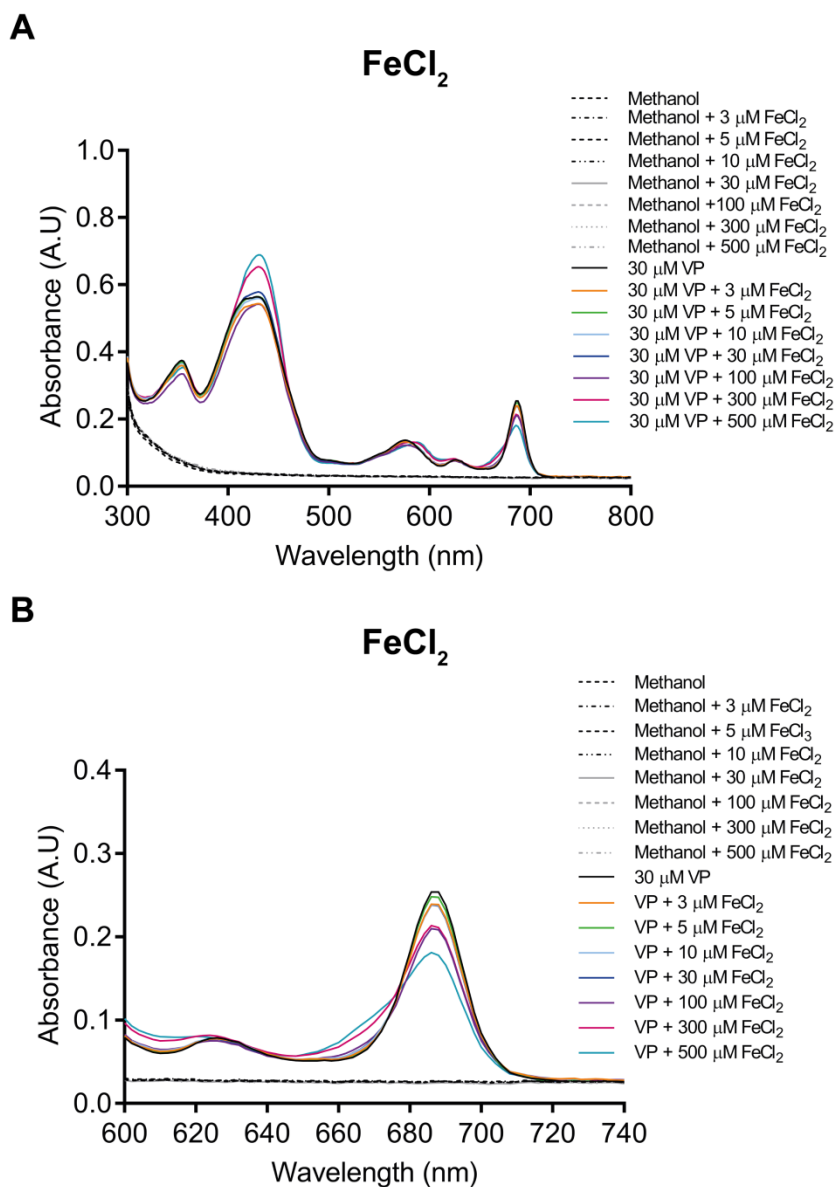 A
FeCl₂
Methanol
Methanol + 3 μM FeCl₂
Methanol + 5 μM FeCl₂
Methanol + 10 μM FeCl₂
Methanol + 30 μM FeCl₂
Methanol +100 μM FeCl₂
Methanol + 300 μM FeCl₂
Methanol + 500 μM FeCl₂
30 μM VP
30 μM VP + 3 μM FeCl₂
30 μM VP + 5 μM FeCl₂
30 μM VP + 10 μM FeCl₂
30 μM VP + 30 μM FeCl₂
30 μM VP + 100 μM FeCl₂
30 μM VP + 300 μM FeCl₂
30 μM VP + 500 μM FeCl₂
Absorbance (A.U)
1.0
0.8
0.6
0.4
0.2
0.0
300 400 500 600 700 800
Wavelength (nm)
B
FeCl₂
Methanol
Methanol + 3 μM FeCl₂
Methanol + 5 μM FeCl₃
Methanol + 10 μM FeCl₂
Methanol + 30 μM FeCl₂
Methanol + 100 μM FeCl₂
Methanol + 300 μM FeCl₂
Methanol + 500 μM FeCl₂
30 μM VP
VP + 3 μM FeCl₂
VP + 5 μM FeCl₂
VP + 10 μM FeCl₂
VP + 30 μM FeCl₂
VP + 100 μM FeCl₂
VP + 300 μM FeCl₂
VP + 500 μM FeCl₂
Absorbance (A.U)
0.4
0.3
0.2
0.1
0.0
600 620 640 660 680 700 720 740
Wavelength (nm)